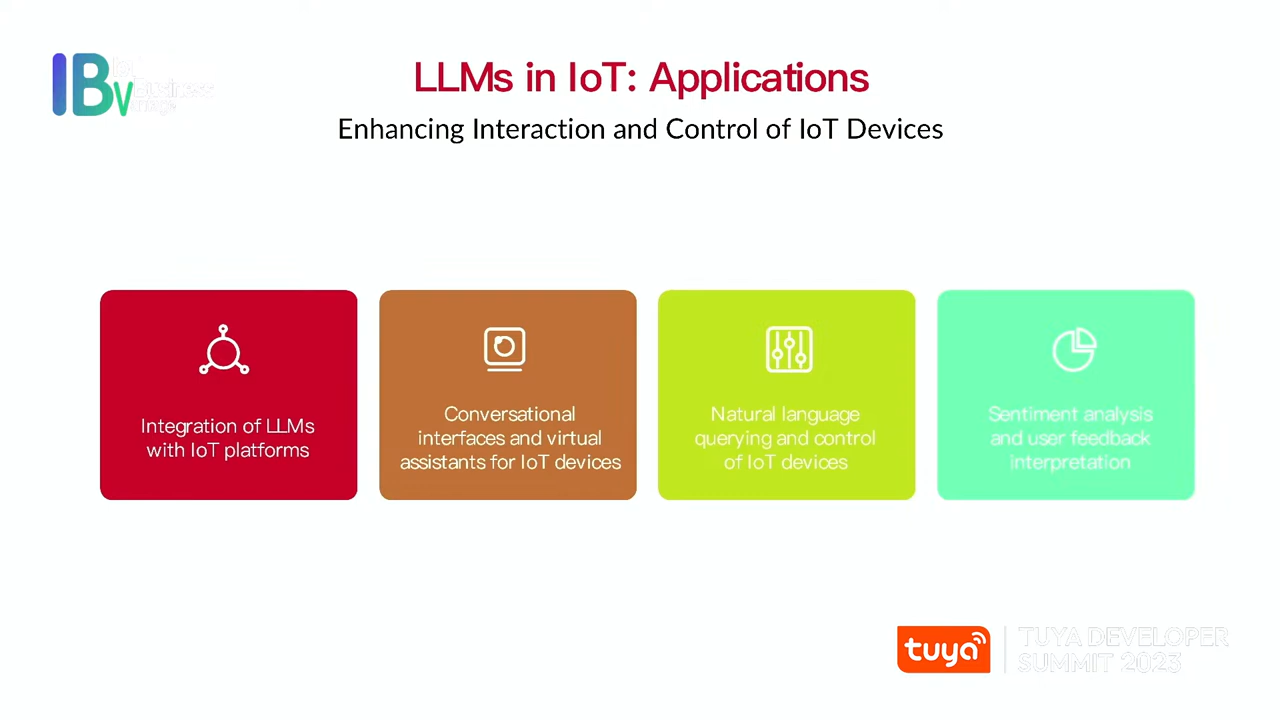 IBv
Business
LLMs in IoT: Applications
Enhancing Interaction and Control of IoT Devices
Integration of LLMs
with IoT platforms
Conversational
interfaces and virtual
assistants for IoT devices
Natural language
querying and control
of IoT devices
Sentiment analysis
and user feedback
interpretation
tuya
TUYA DEVELOPER
SUMMIT 2023